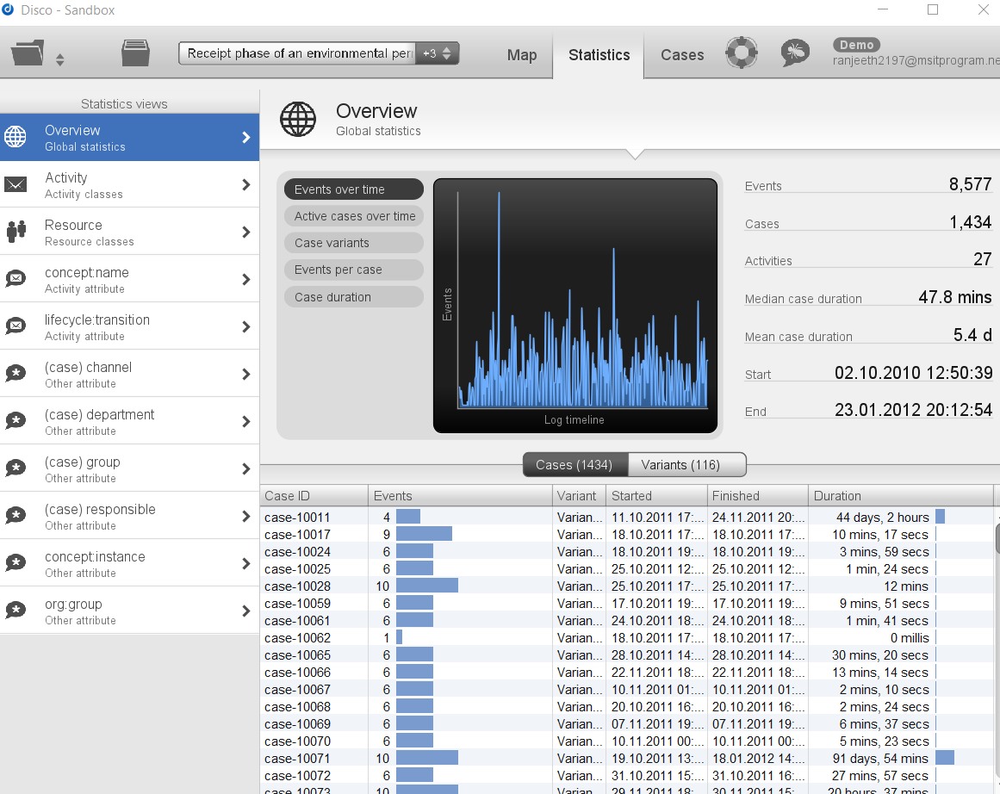 Disco - Sandbox
Receipt phase of an environmental per
+3
Map
Statistics
Cases
Demo
ranjeeth2197@msitprogram.ne
Statistics views
Overview
Global statistics
Activity
Activity classes
Resource
Resource classes
concept:name
Activity attribute
lifecycle:transition
Activity attribute
(case) channel
Other attribute
(case) department
Other attribute
(case) group
Other attribute
(case) responsible
Other attribute
concept:instance
Other attribute
org:group
Other attribute
Overview
Global statistics
Events over time
Active cases over time
Case variants
Events per case
Case duration
Events
Log timeline
Events 8,577
Cases 1,434
Activities 27
Median case duration 47.8 mins
Mean case duration 5.4 d
Start 02.10.2010 12:50:39
End 23.01.2012 20:12:54
Cases (1434) Variants (116)
Case ID Events Variant Started Finished Duration
case-10011 4 Varian... 11.10.2011 17:... 24.11.2011 20:... 44 days, 2 hours
case-10017 9 Varian... 18.10.2011 17:... 18.10.2011 17:... 10 mins, 17 secs
case-10024 6 Varian... 18.10.2011 19:... 18.10.2011 19:... 3 mins, 59 secs
case-10025 6 Varian... 25.10.2011 12:... 25.10.2011 12:... 1 min, 24 secs
case-10028 10 Varian... 25.10.2011 17:... 25.10.2011 17:... 12 mins
case-10059 6 Varian... 17.10.2011 19:... 17.10.2011 19:... 9 mins, 51 secs
case-10061 6 Varian... 24.10.2011 18:... 24.10.2011 18:... 1 min, 41 secs
case-10062 1 Varian... 18.10.2011 17:... 18.10.2011 17:... 0 millis
case-10065 6 Varian... 28.10.2011 14:... 28.10.2011 14:... 30 mins, 20 secs
case-10066 6 Varian... 22.11.2011 18:... 22.11.2011 18:... 13 mins, 14 secs
case-10067 6 Varian... 10.11.2011 01:... 10.11.2011 01:... 2 mins, 10 secs
case-10068 6 Varian... 20.10.2011 16:... 20.10.2011 16:... 2 mins, 24 secs
case-10069 6 Varian... 07.11.2011 19:... 07.11.2011 19:... 6 mins, 37 secs
case-10070 6 Varian... 10.11.2011 00:... 10.11.2011 00:... 5 mins, 23 secs
case-10071 10 Varian... 19.10.2011 13:... 18.01.2012 14:... 91 days, 54 mins
case-10072 6 Varian... 31.10.2011 15:... 31.10.2011 16:... 27 mins, 57 secs
case-10073 10 Varian... 29.11.2011 18:... 30.11.2011 15:... 20 hours, 37 mins